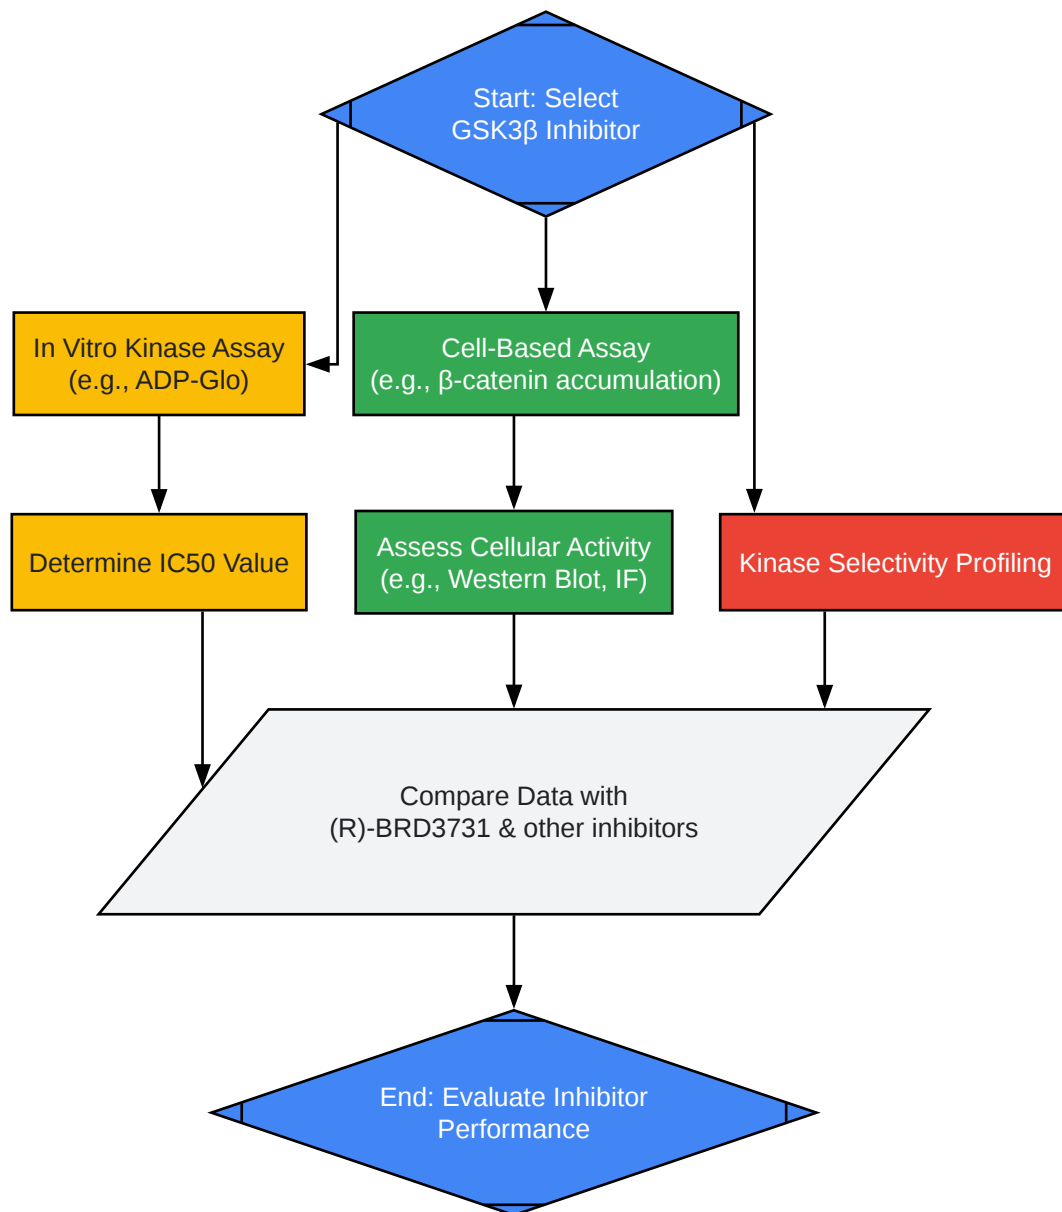 Start: Select
GSK3β Inhibitor
In Vitro Kinase Assay
(e.g., ADP-Glo)
Cell-Based Assay
(e.g., β-catenin accumulation)
Determine IC50 Value
Assess Cellular Activity
(e.g., Western Blot, IF)
Kinase Selectivity Profiling
Compare Data with
(R)-BRD3731 & other inhibitors
End: Evaluate Inhibitor
Performance